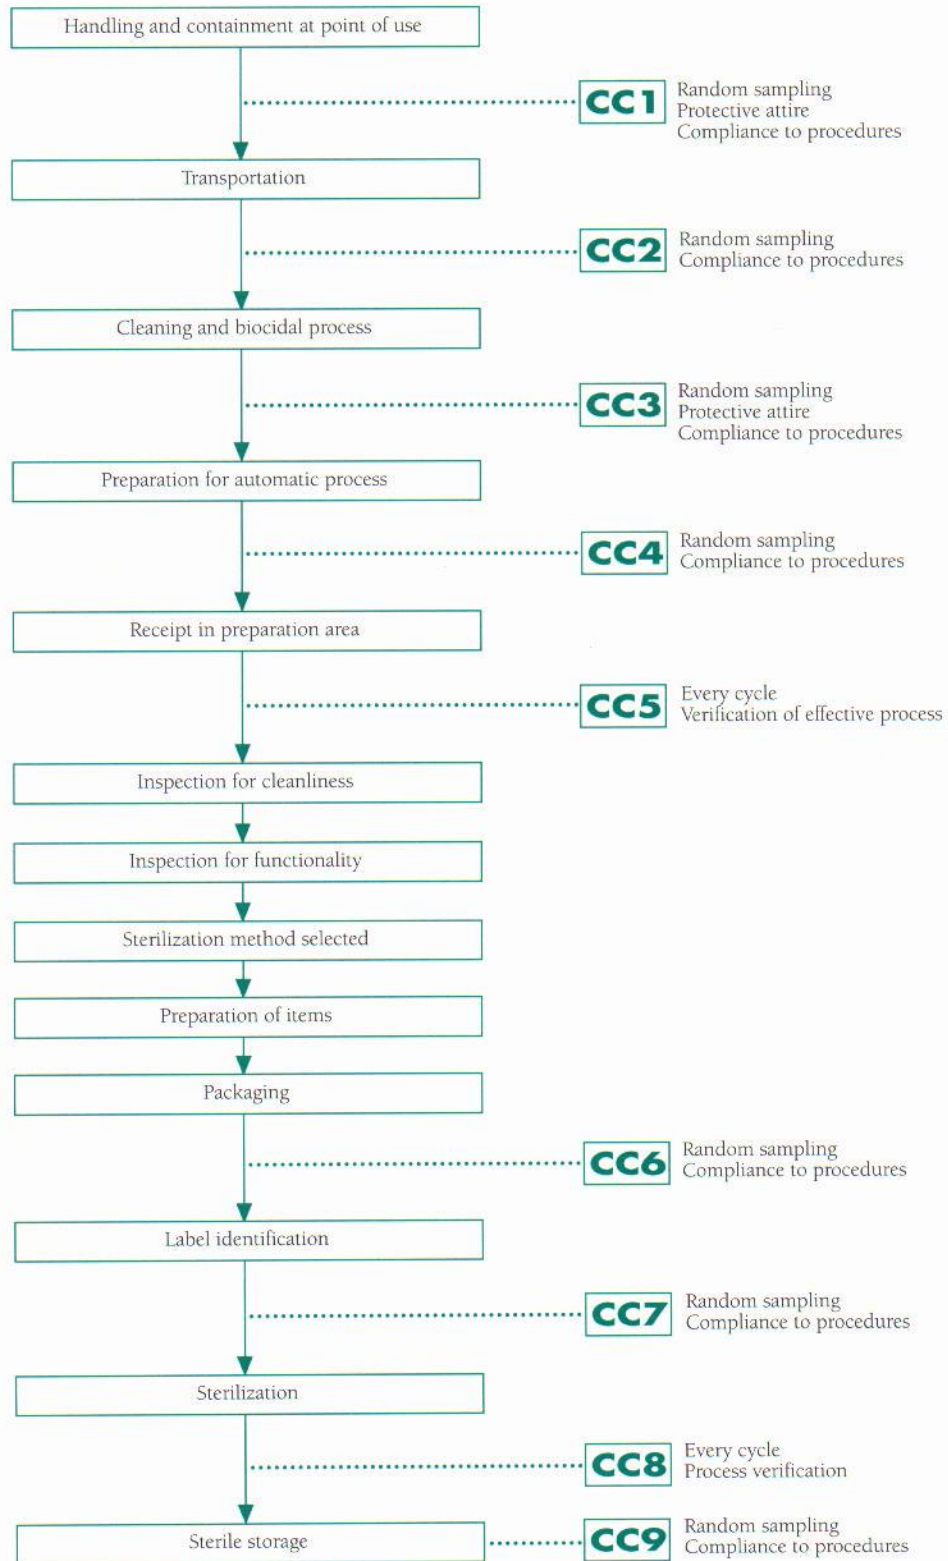 Handling and containment at point of use
CC1
Random sampling
Protective attire
Compliance to procedures
Transportation
CC2
Random sampling
Compliance to procedures
Cleaning and biocidal process
CC3
Random sampling
Protective attire
Compliance to procedures
Preparation for automatic process
CC4
Random sampling
Compliance to procedures
Receipt in preparation area
CC5
Every cycle
Verification of effective process
Inspection for cleanliness
Inspection for functionality
Sterilization method selected
Preparation of items
Packaging
CC6
Random sampling
Compliance to procedures
Label identification
CC7
Random sampling
Compliance to procedures
Sterilization
CC8
Every cycle
Process verification
Sterile storage
CC9
Random sampling
Compliance to procedures